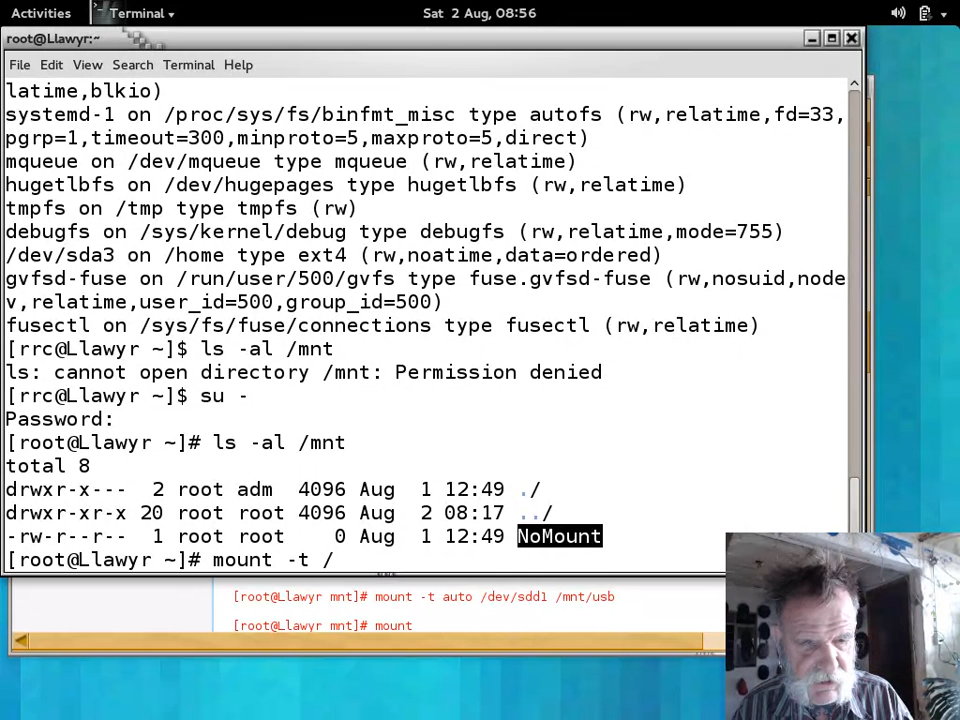 Activities
Terminal
Sat 2 Aug, 08:56
root@Llawyr:~
File Edit View Search Terminal Help
latime,blkio)
systemd-1 on /proc/sys/fs/binfmt_misc type autofs (rw,relatime,fd=33,
pgrp=1,timeout=300,minproto=5,maxproto=5,direct)
mqueue on /dev/mqueue type mqueue (rw,relatime)
hugetlbfs on /dev/hugepages type hugetlbfs (rw,relatime)
tmpfs on /tmp type tmpfs (rw)
debugfs on /sys/kernel/debug type debugfs (rw,relatime,mode=755)
/dev/sda3 on /home type ext4 (rw,noatime,data=ordered)
gvfsd-fuse on /run/user/500/gvfs type fuse.gvfsd-fuse (rw,nosuid,node
v,relatime,user_id=500,group_id=500)
fusectl on /sys/fs/fuse/connections type fusectl (rw,relatime)
[rrc@Llawyr ~]$ ls -al /mnt
ls: cannot open directory /mnt: Permission denied
[rrc@Llawyr ~]$ su -
Password:
[root@Llawyr ~]# ls -al /mnt
total 8
drwxr-x--- 2 root adm 4096 Aug 1 12:49 ./
drwxr-xr-x 20 root root 4096 Aug 2 08:17 ../
-rw-r--r-- 1 root root 0 Aug 1 12:49 NoMount
[root@Llawyr ~]# mount -t /
[root@Llawyr mnt]# mount -t auto /dev/sdd1 /mnt/usb
[root@Llawyr mnt]# mount